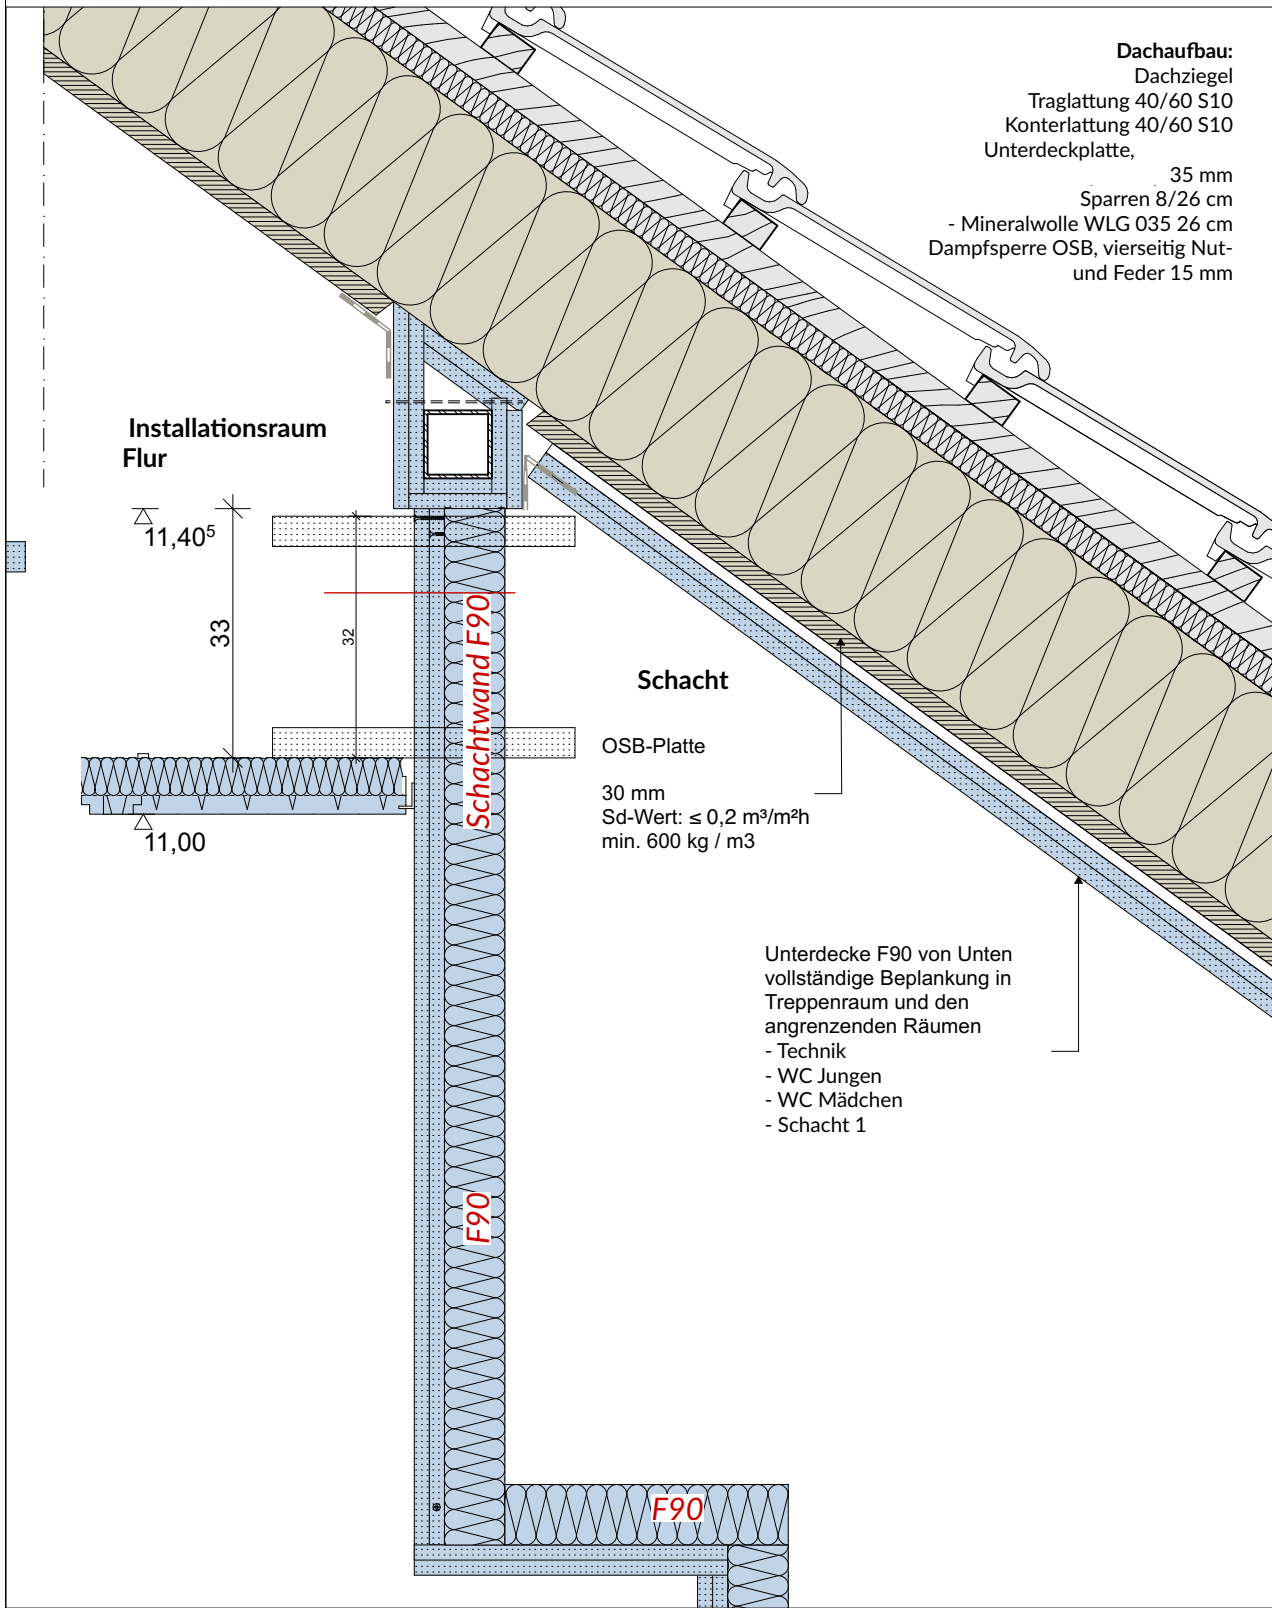 Dachaufbau:
Dachziegel
Traglattung 40/60 S10
Konterlattung 40/60 S10
Unterdeckplatte,
35 mm
Sparren 8/26 cm
- Mineralwolle WLG 035 26 cm
Dampfsperre OSB, vierseitig Nut-
und Feder 15 mm
Installationsraum
Flur
11,40⁵
33
32
11,00
Schachtwand F90
Schacht
OSB-Platte
30 mm
Sd-Wert: ≤ 0,2 m³/m²h
min. 600 kg / m3
Unterdecke F90 von Unten
vollständige Beplankung in
Treppenraum und den
angrenzenden Räumen
- Technik
- WC Jungen
- WC Mädchen
- Schacht 1
F90
F90